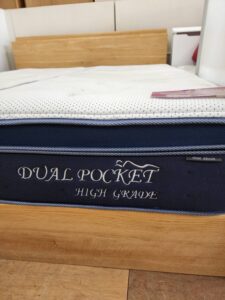 DUAL POCKET
HIGH GRADE